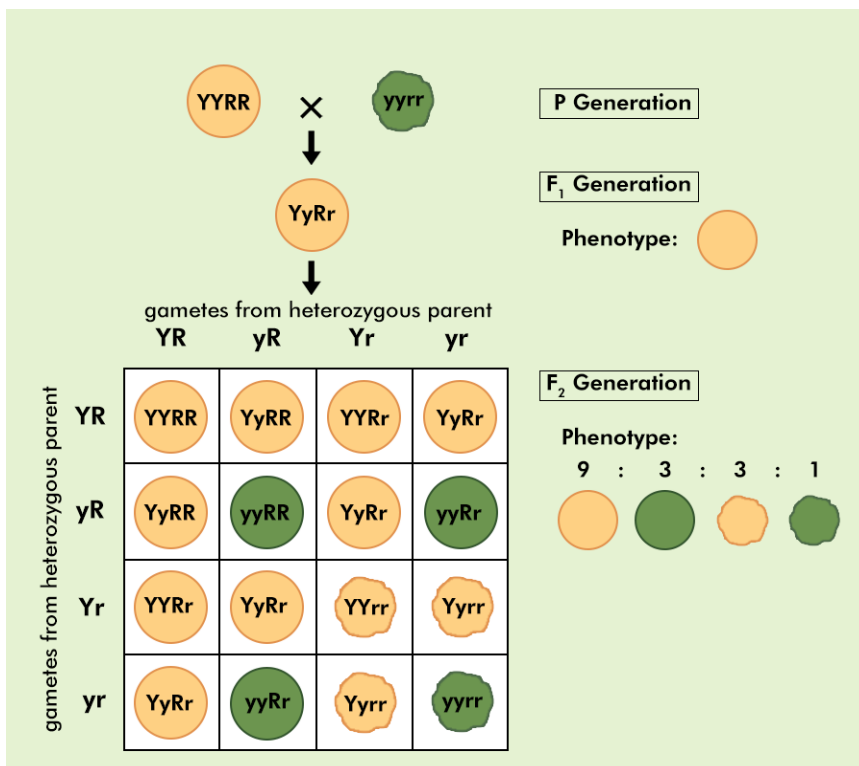 YYRR × yyrr P Generation
YyRr F₁ Generation
Phenotype:
gametes from heterozygous parent
YR yR Yr yr
gametes from heterozygous parent
YR YYRR YyRR YYRr YyRr
yR YyRR yyRR YyRr yyRr
Yr YYRr YyRr YYrr Yyrr
yr YyRr yyRr Yyrr yyrr
F₂ Generation
Phenotype:
9 : 3 : 3 : 1